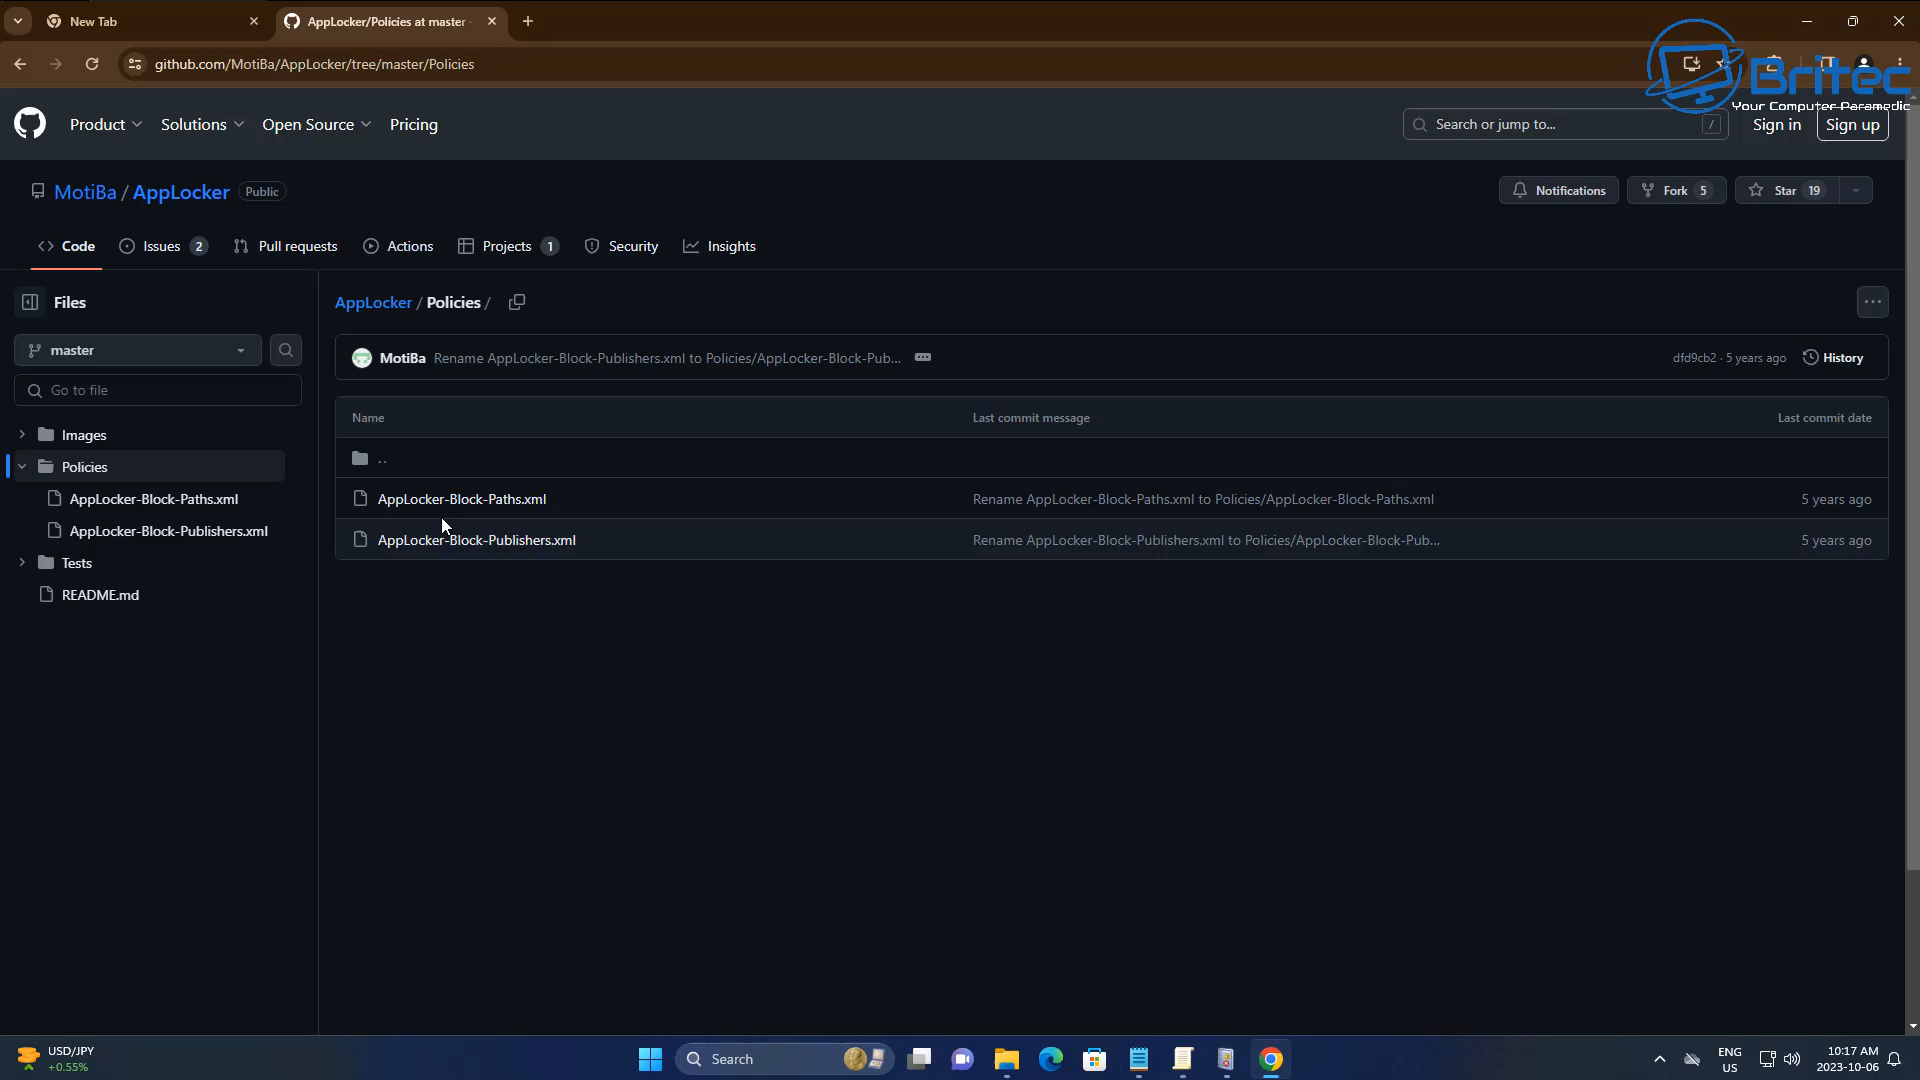 New Tab
AppLocker/Policies at master
github.com/MotiBa/AppLocker/tree/master/Policies
Britec
Your Computer Paramedic
Product
Solutions
Open Source
Pricing
Search or jump to...
/
Sign in
Sign up
MotiBa / AppLocker
Public
Notifications
Fork 5
Star 19
Code
Issues 2
Pull requests
Actions
Projects 1
Security
Insights
Files
master
Go to file
Images
Policies
AppLocker-Block-Paths.xml
AppLocker-Block-Publishers.xml
Tests
README.md
AppLocker / Policies /
MotiBa Rename AppLocker-Block-Publishers.xml to Policies/AppLocker-Block-Pub...
dfd9cb2 · 5 years ago
History
Name
Last commit message
Last commit date
..
AppLocker-Block-Paths.xml
Rename AppLocker-Block-Paths.xml to Policies/AppLocker-Block-Paths.xml
5 years ago
AppLocker-Block-Publishers.xml
Rename AppLocker-Block-Publishers.xml to Policies/AppLocker-Block-Pub...
5 years ago
USD/JPY
+0.55%
Search
ENG
US
10:17 AM
2023-10-06